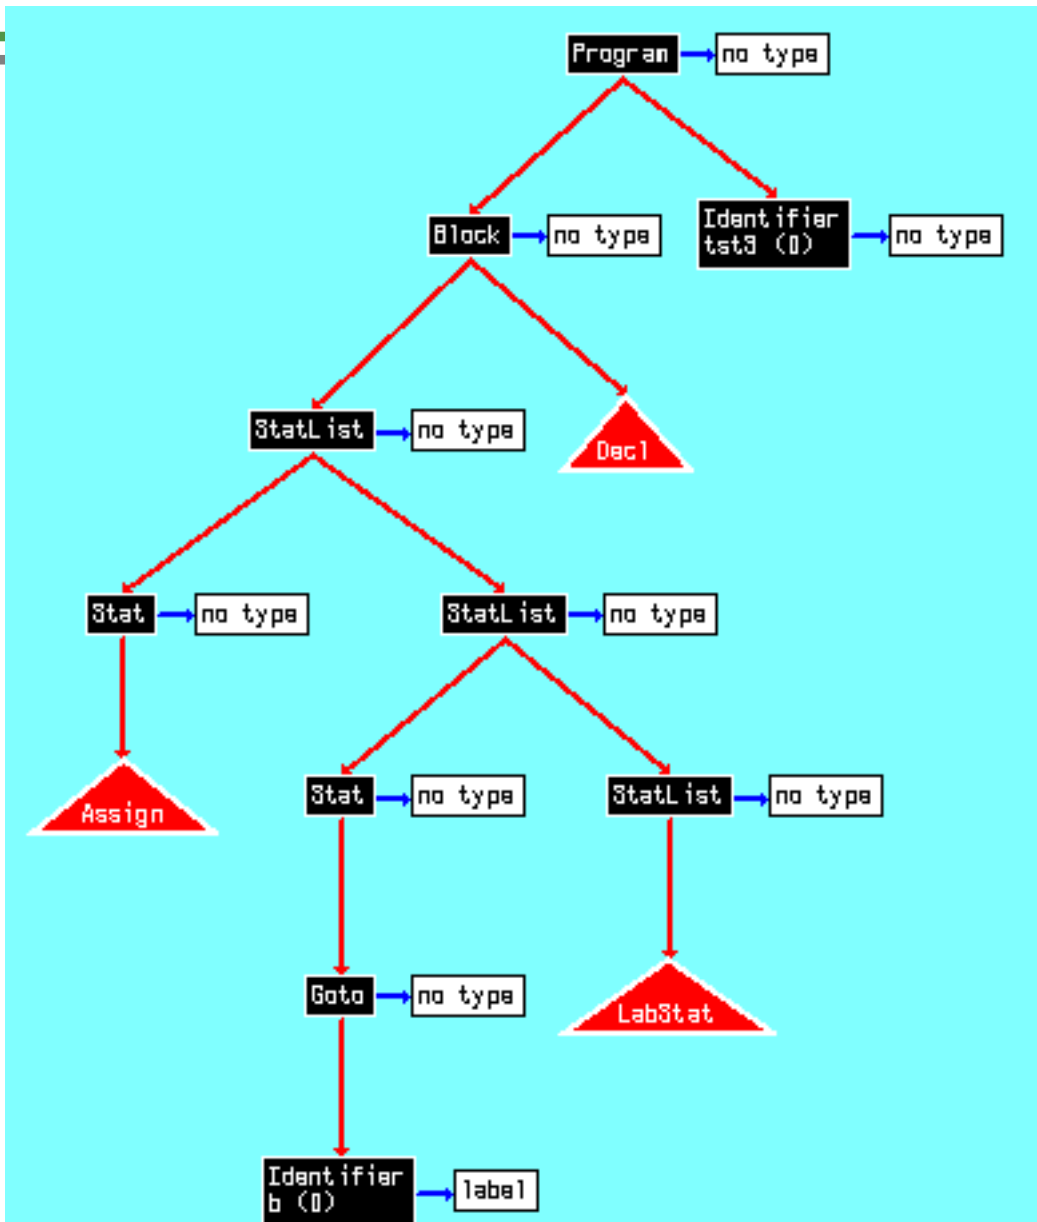 Program
no type
Block
no type
Identifier
tst3 (0)
no type
StatList
no type
Decl
Stat
no type
StatList
no type
Assign
Stat
no type
StatList
no type
Goto
no type
LabStat
Identifier
b (0)
label